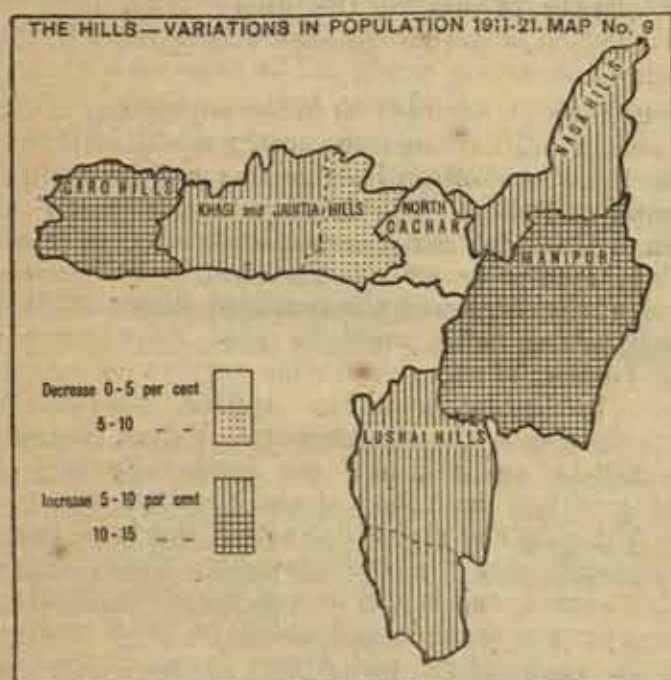 THE HILLS—VARIATIONS IN POPULATION 1911-21. MAP No. 9
NAGA HILLS
GARO HILLS
KHASI and JAINTIA HILLS
NORTH
CACHAR
MANIPUR
Decrease 0-5 per cent
5-10 „ „
LUSHAI HILLS
Increase 5-10 per cent
10-15 „ „